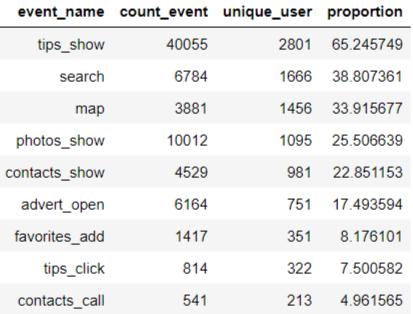 event_name count_event unique_user proportion
tips_show 40055 2801 65.245749
search 6784 1666 38.807361
map 3881 1456 33.915677
photos_show 10012 1095 25.506639
contacts_show 4529 981 22.851153
advert_open 6164 751 17.493594
favorites_add 1417 351 8.176101
tips_click 814 322 7.500582
contacts_call 541 213 4.961565